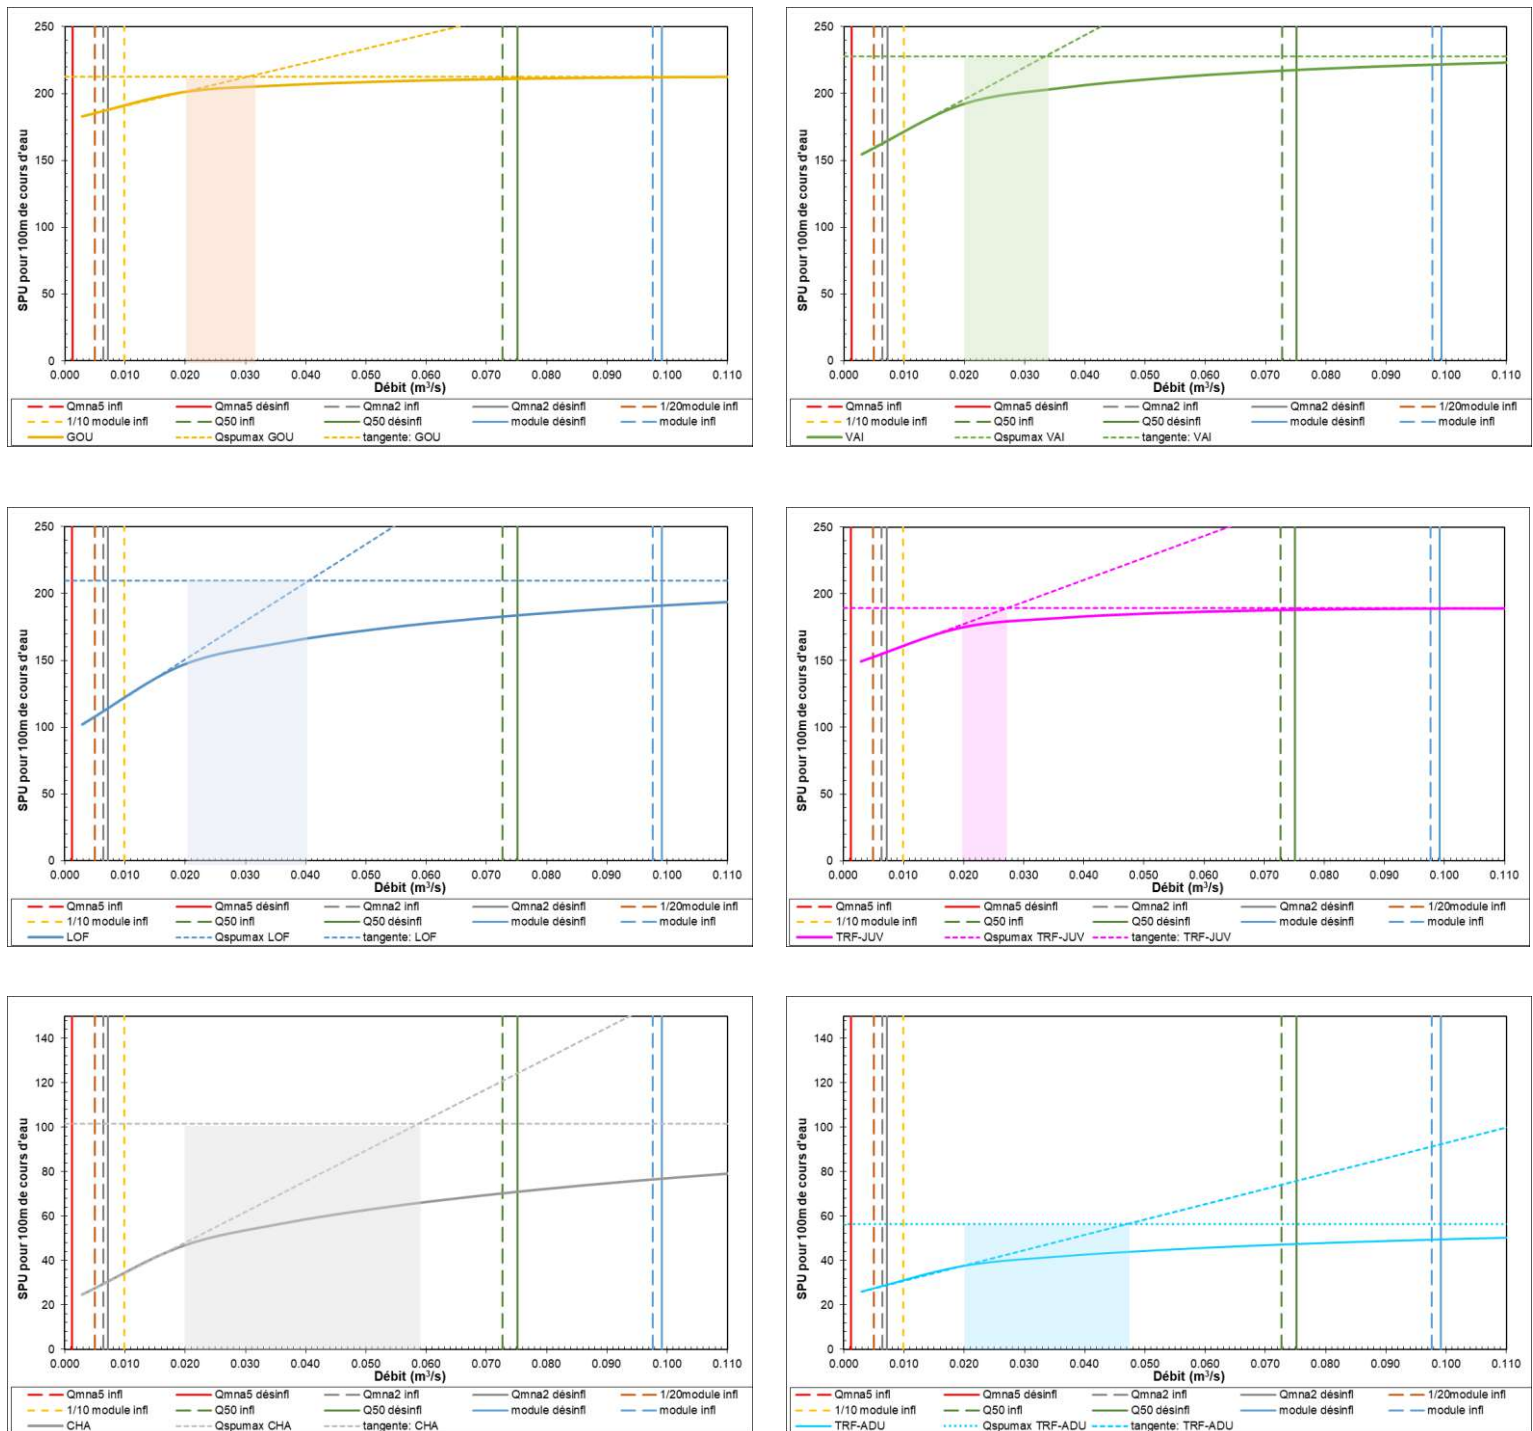 250
200
150
100
50
0
SPU pour 100m de cours d'eau
0.000 0.010 0.020 0.030 0.040 0.050 0.060 0.070 0.080 0.090 0.100 0.110
Débit (m³/s)
Qmna5 infl Qmna5 désinfl Qmna2 infl Qmna2 désinfl 1/20module infl
1/10 module infl Q50 infl Q50 désinfl module désinfl module infl
GOU Qspumax GOU tangente: GOU
250
200
150
100
50
0
SPU pour 100m de cours d'eau
0.000 0.010 0.020 0.030 0.040 0.050 0.060 0.070 0.080 0.090 0.100 0.110
Débit (m³/s)
Qmna5 infl Qmna5 désinfl Qmna2 infl Qmna2 désinfl 1/20module infl
1/10 module infl Q50 infl Q50 désinfl module désinfl module infl
VAI Qspumax VAI tangente: VAI
250
200
150
100
50
0
SPU pour 100m de cours d'eau
0.000 0.010 0.020 0.030 0.040 0.050 0.060 0.070 0.080 0.090 0.100 0.110
Débit (m³/s)
Qmna5 infl Qmna5 désinfl Qmna2 infl Qmna2 désinfl 1/20module infl
1/10 module infl Q50 infl Q50 désinfl module désinfl module infl
LOF Qspumax LOF tangente: LOF
250
200
150
100
50
0
SPU pour 100m de cours d'eau
0.000 0.010 0.020 0.030 0.040 0.050 0.060 0.070 0.080 0.090 0.100 0.110
Débit (m³/s)
Qmna5 infl Qmna5 désinfl Qmna2 infl Qmna2 désinfl 1/20module infl
1/10 module infl Q50 infl Q50 désinfl module désinfl module infl
TRF-JUV Qspumax TRF-JUV tangente: TRF-JUV
140
120
100
80
60
40
20
0
SPU pour 100m de cours d'eau
0.000 0.010 0.020 0.030 0.040 0.050 0.060 0.070 0.080 0.090 0.100 0.110
Débit (m³/s)
Qmna5 infl Qmna5 désinfl Qmna2 infl Qmna2 désinfl 1/20module infl
1/10 module infl Q50 infl Q50 désinfl module désinfl module infl
CHA Qspumax CHA tangente: CHA
140
120
100
80
60
40
20
0
SPU pour 100m de cours d'eau
0.000 0.010 0.020 0.030 0.040 0.050 0.060 0.070 0.080 0.090 0.100 0.110
Débit (m³/s)
Qmna5 infl Qmna5 désinfl Qmna2 infl Qmna2 désinfl 1/20module infl
1/10 module infl Q50 infl Q50 désinfl module désinfl module infl
TRF-ADU Qspumax TRF-ADU tangente: TRF-ADU